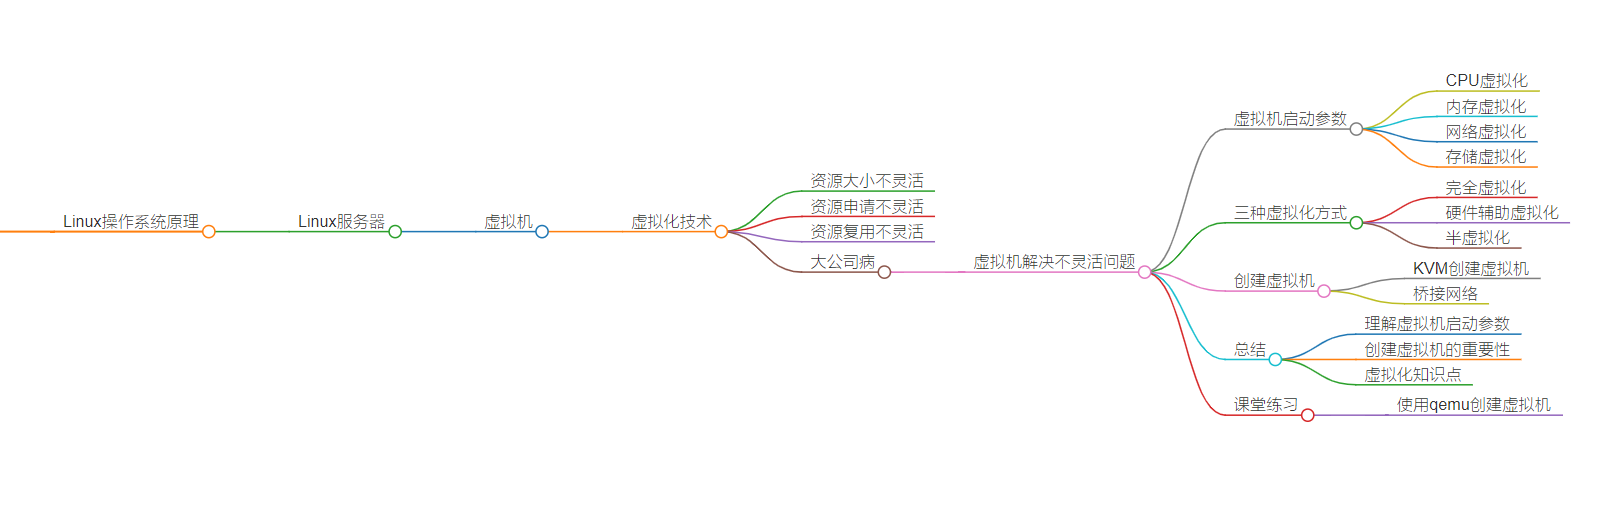 Linux操作系统原理
Linux服务器
虚拟机
虚拟化技术
资源大小不灵活
资源申请不灵活
资源复用不灵活
大公司病
虚拟机解决不灵活问题
虚拟机启动参数
CPU虚拟化
内存虚拟化
网络虚拟化
存储虚拟化
三种虚拟化方式
完全虚拟化
硬件辅助虚拟化
半虚拟化
创建虚拟机
KVM创建虚拟机
桥接网络
总结
理解虚拟机启动参数
创建虚拟机的重要性
虚拟化知识点
课堂练习
使用qemu创建虚拟机